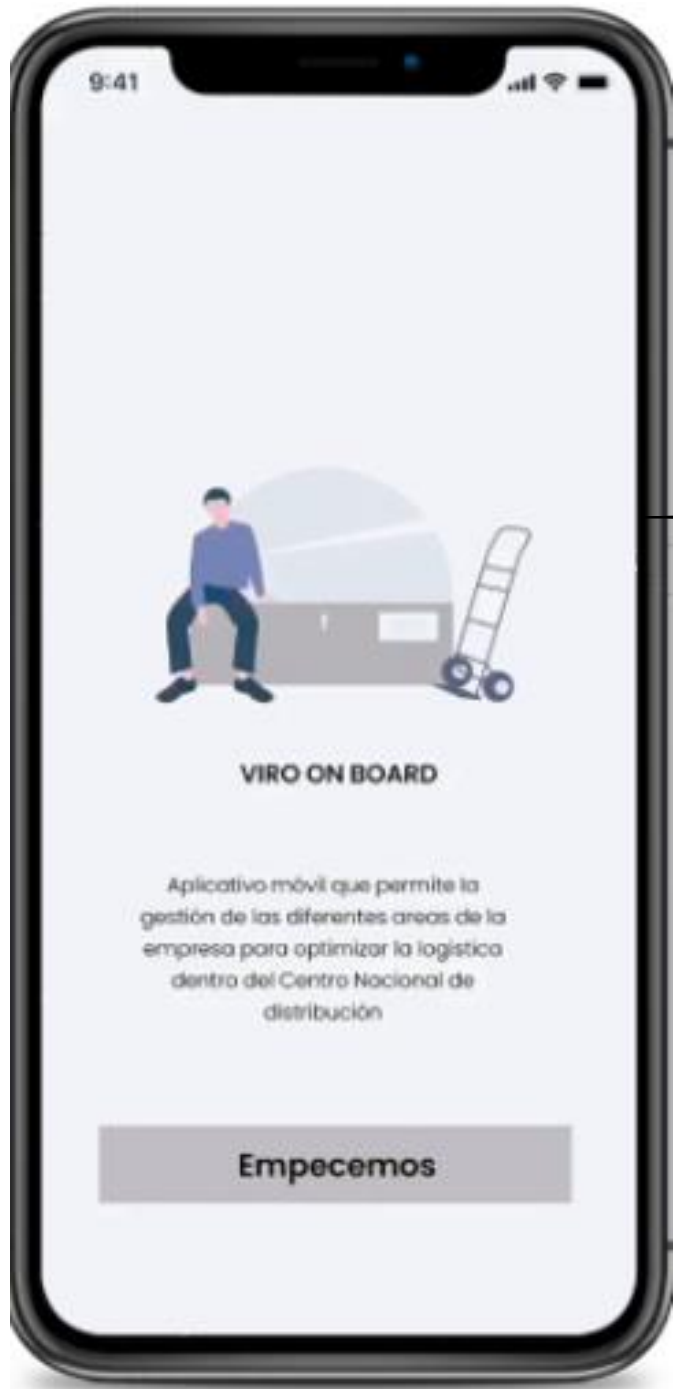 9:41
VIRO ON BOARD
Aplicativo móvil que permite la
gestión de las diferentes areas de la
empresa para optimizar la logistica
dentro del Centro Nacional de
distribución
Empecemos